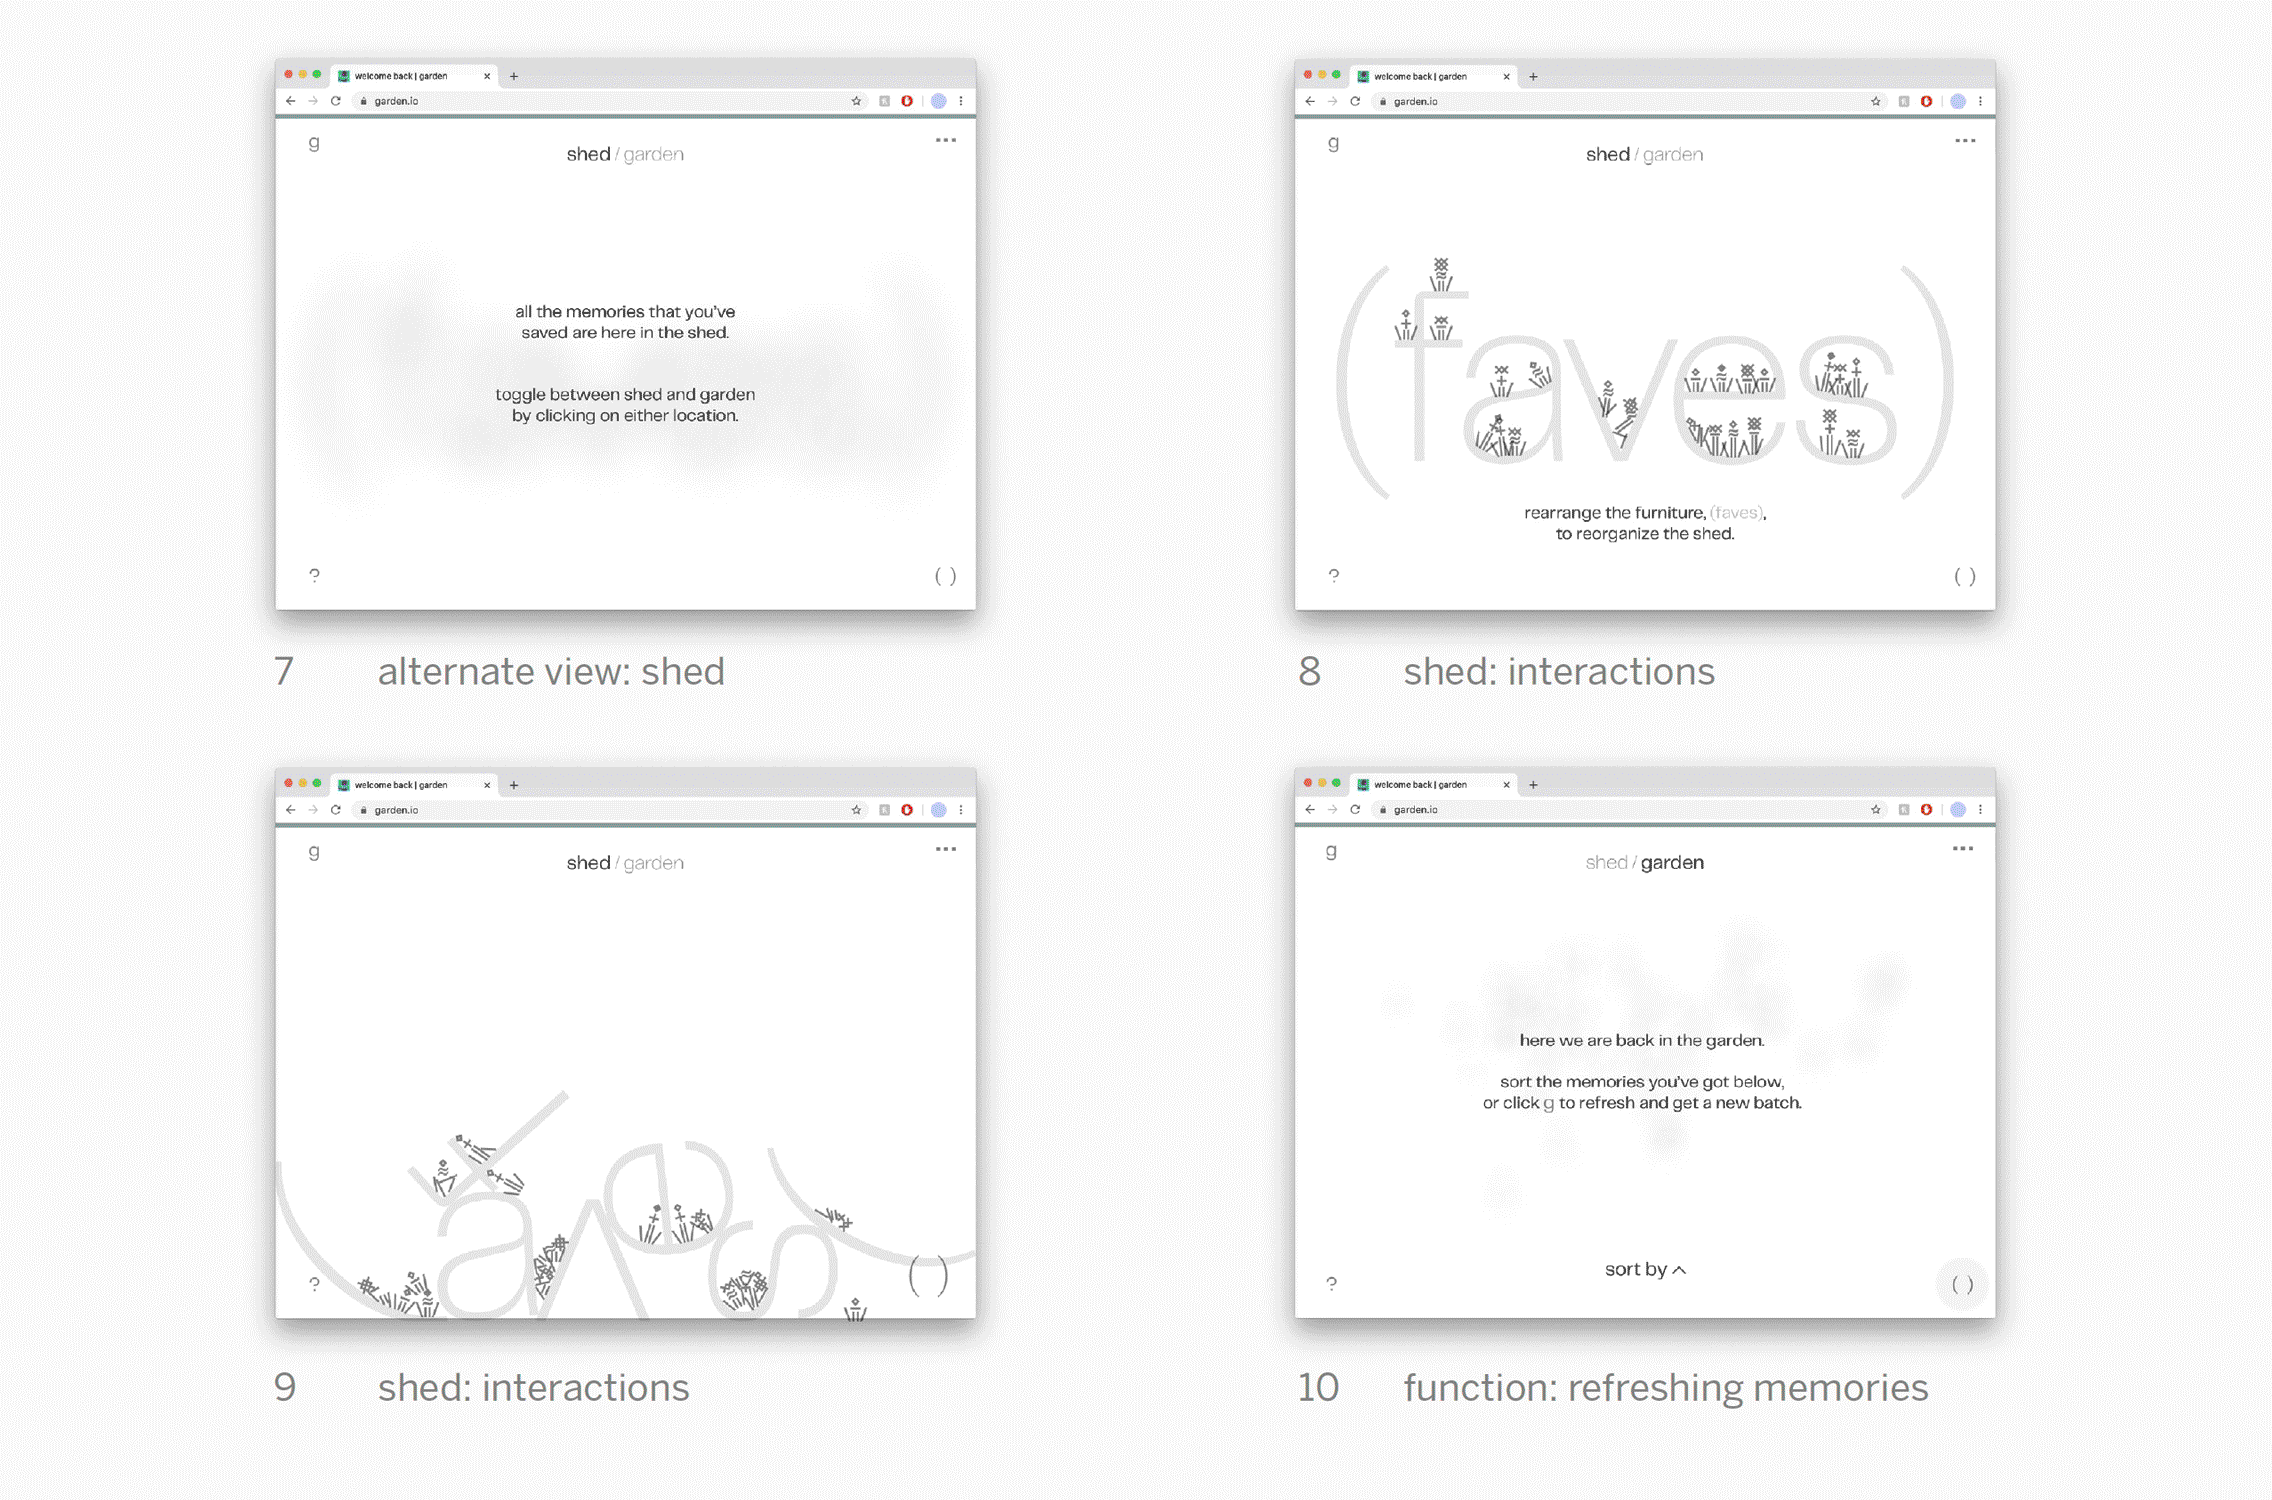 welcome back | garden
garden.io
g
shed / garden
all the memories that you've
saved are here in the shed.
toggle between shed and garden
by clicking on either location.
?
( )
7 alternate view: shed
welcome back | garden
garden.io
g
shed / garden
(faves)
rearrange the furniture, (faves),
to reorganize the shed.
?
( )
8 shed: interactions
welcome back | garden
garden.io
g
shed / garden
(faves)
?
( )
9 shed: interactions
welcome back | garden
garden.io
g
shed / garden
here we are back in the garden.
sort the memories you've got below,
or click g to refresh and get a new batch.
sort by
?
( )
10 function: refreshing memories